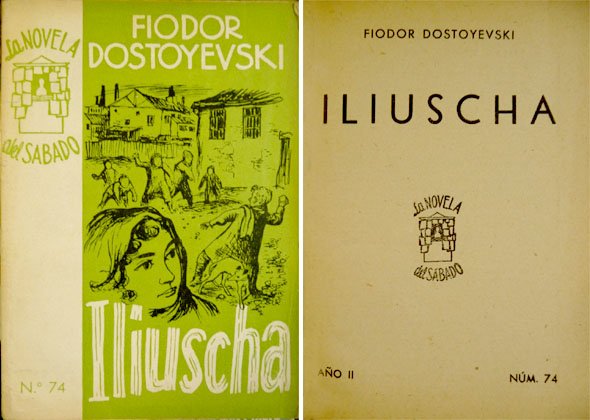 La NOVELA
del SÁBADO
FIODOR
DOSTOYEVSKI
Iliuscha
N.º 74
FIODOR DOSTOYEVSKI
ILIUSCHA
La NOVELA
del SÁBADO
AÑO II
NÚM. 74